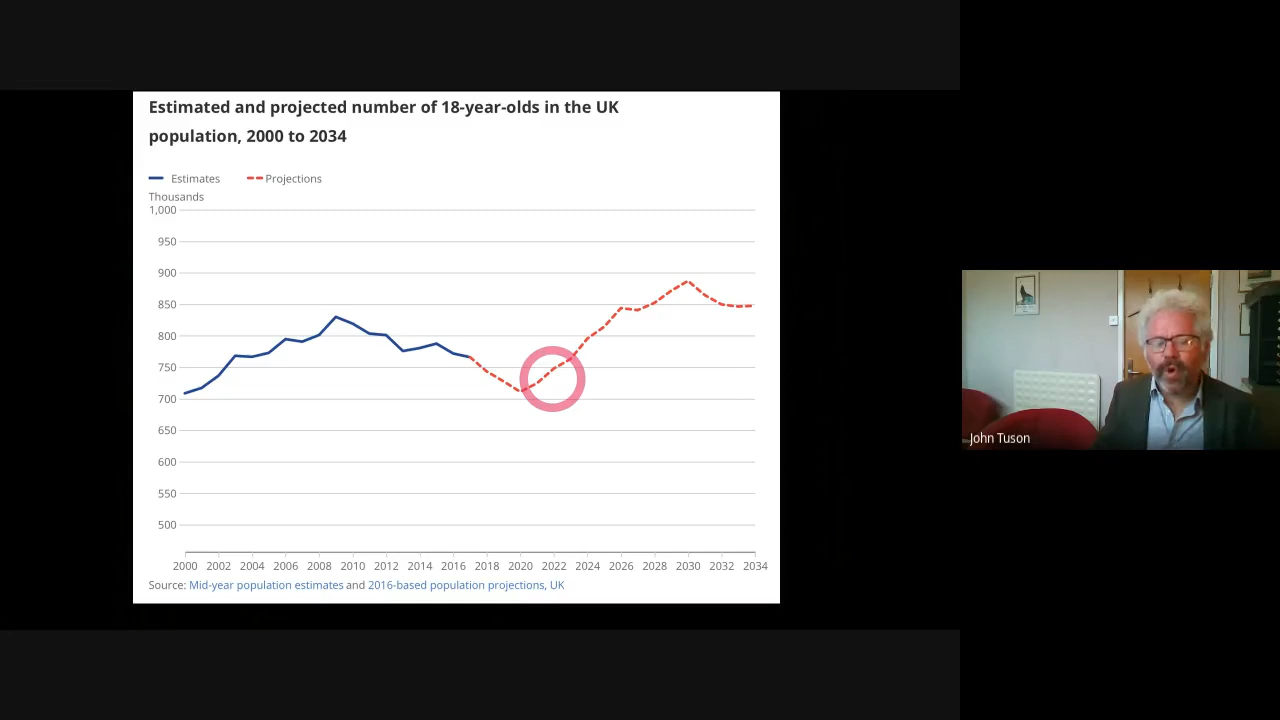 Estimated and projected number of 18-year-olds in the UK
population, 2000 to 2034
Estimates Projections
Thousands
1,000
950
900
850
800
750
700
650
600
550
500
2000 2002 2004 2006 2008 2010 2012 2014 2016 2018 2020 2022 2024 2026 2028 2030 2032 2034
Source: Mid-year population estimates and 2016-based population projections, UK
John Tuson